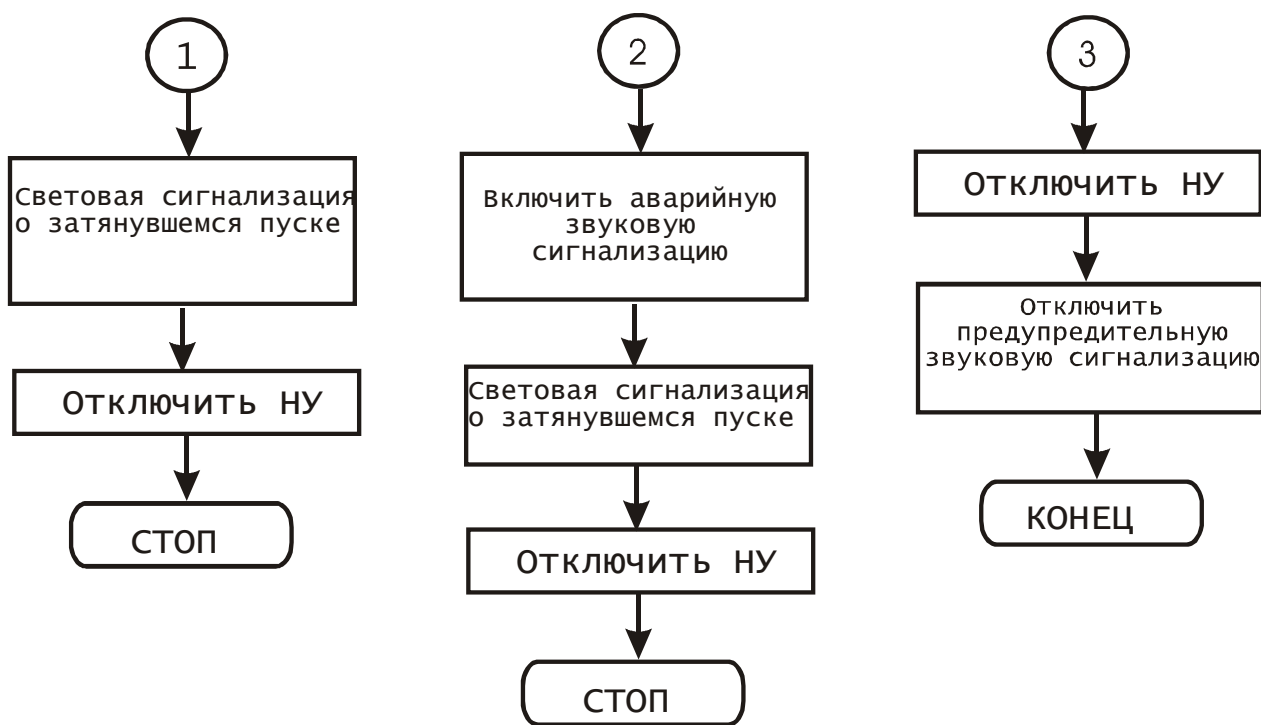 1
Световая сигнализация
о затянувшемся пуске
Отключить НУ
СТОП
2
Включить аварийную
звуковую
сигнализацию
Световая сигнализация
о затянувшемся пуске
Отключить НУ
СТОП
3
Отключить НУ
Отключить
предупредительную
звуковую сигнализацию
КОНЕЦ